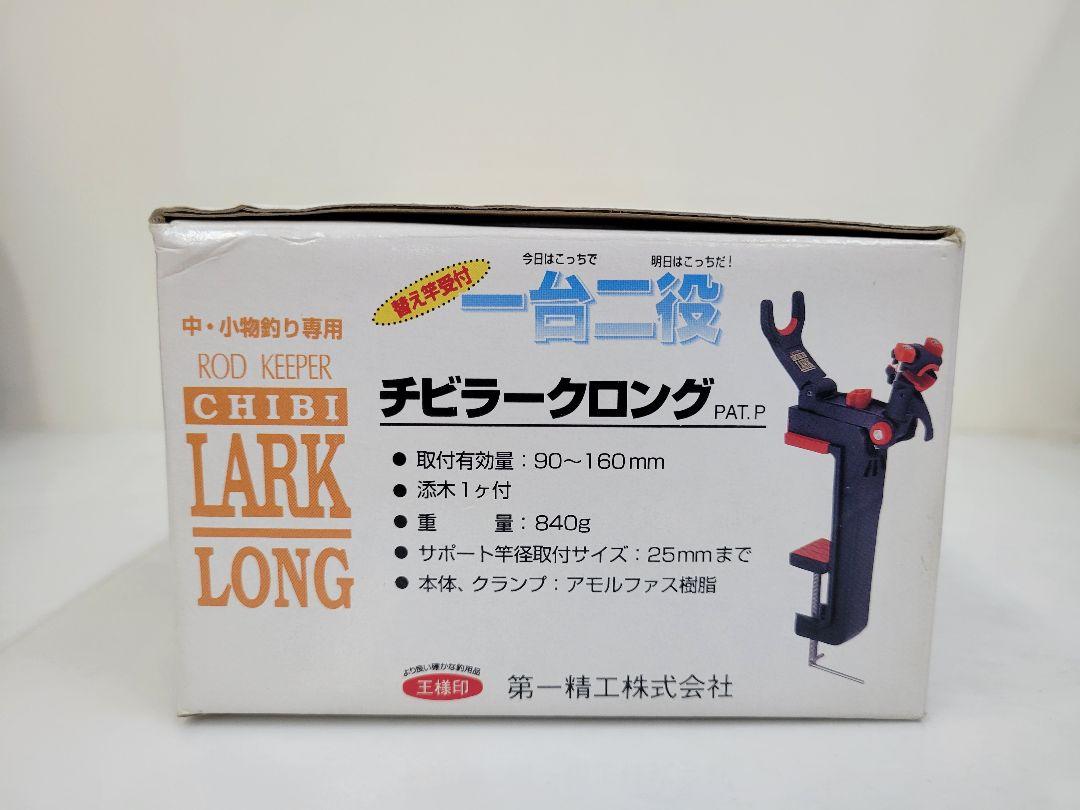 中・小物釣り専用
ROD KEEPER
CHIBI
LARK
LONG
替え竿受付
今日はこっちで 明日はこっちだ!
一台二役
チビラークロング PAT.P
● 取付有効量:90～160mm
● 添木1ヶ付
● 重 量:840g
● サポート竿径取付サイズ:25mmまで
● 本体、クランプ:アモルファス樹脂
より良い確かな釣用品
王様印
第一精工株式会社